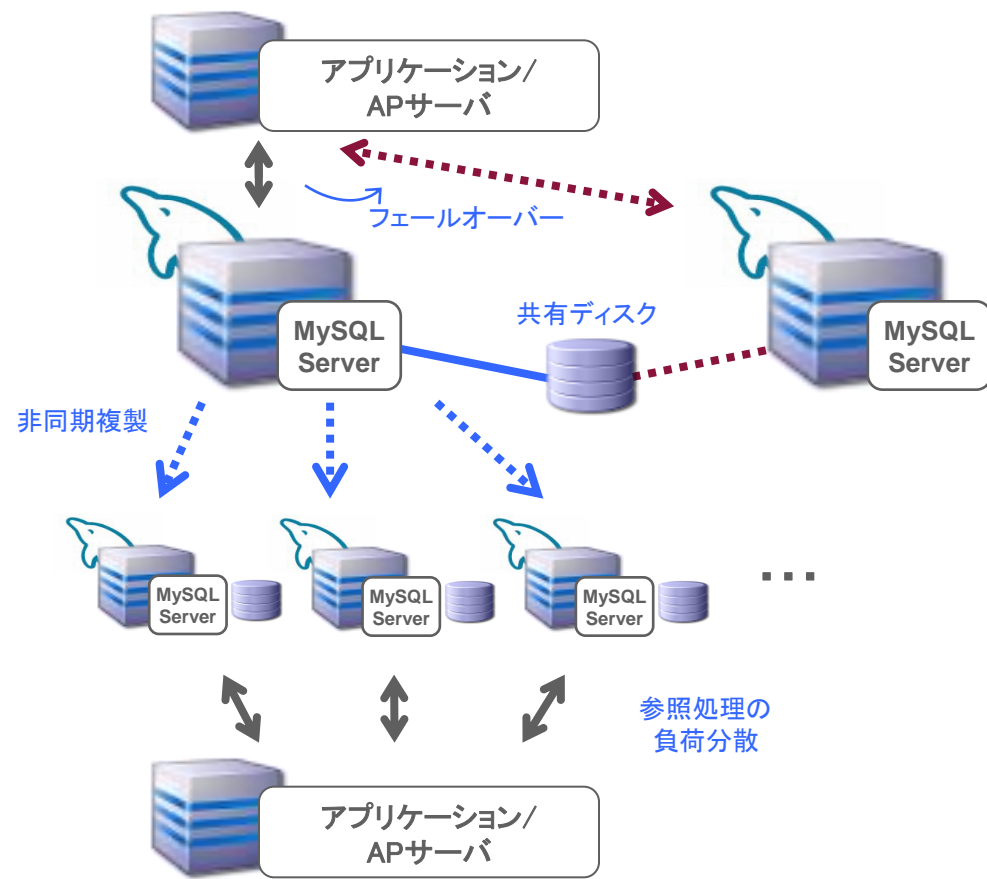 アプリケーション/
APサーバ
フェールオーバー
共有ディスク
MySQL
Server
MySQL
Server
非同期複製
MySQL
Server
MySQL
Server
MySQL
Server
...
参照処理の
負荷分散
アプリケーション/
APサーバ